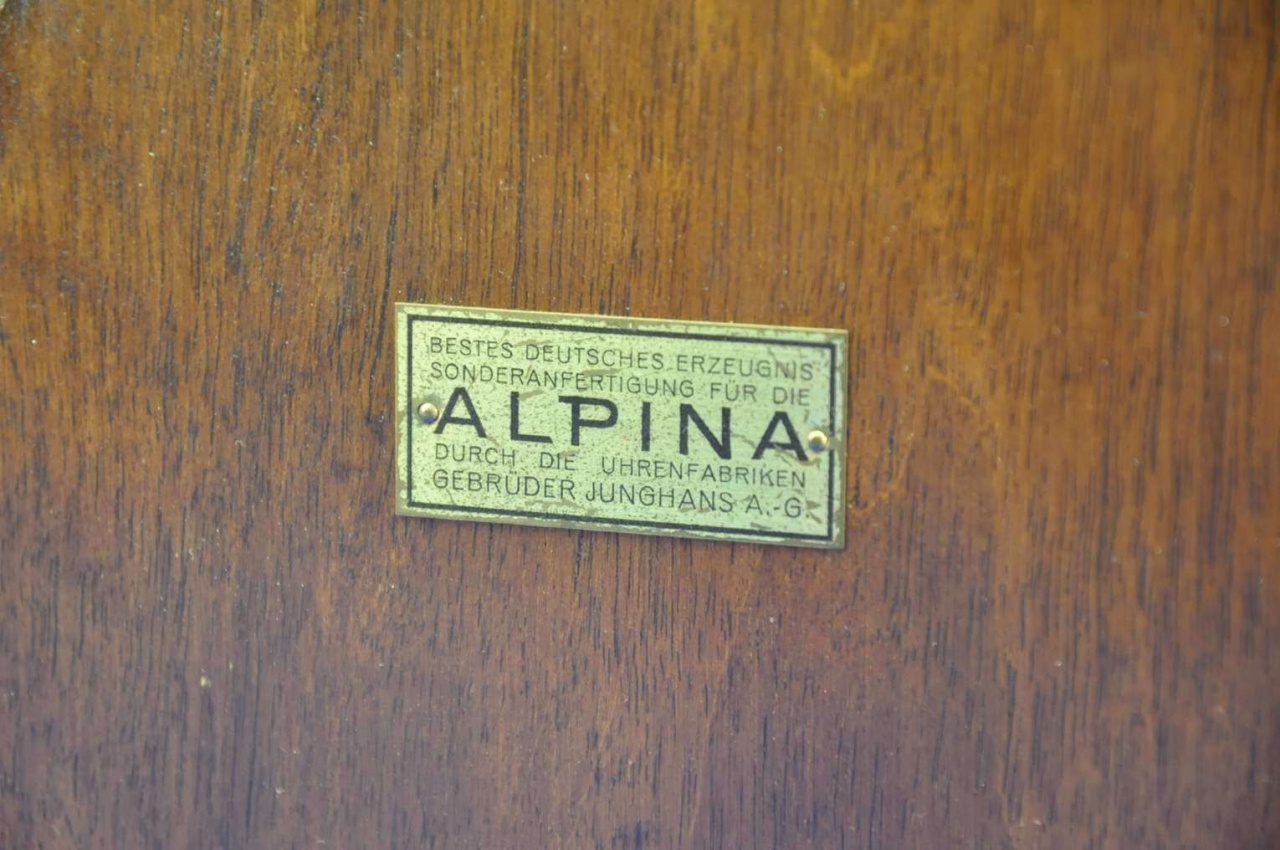 BESTES DEUTSCHES ERZEUGNIS
SONDERANFERTIGUNG FÜR DIE
ALPINA
DURCH DIE UHRENFABRIKEN
GEBRÜDER JUNGHANS A.-G.